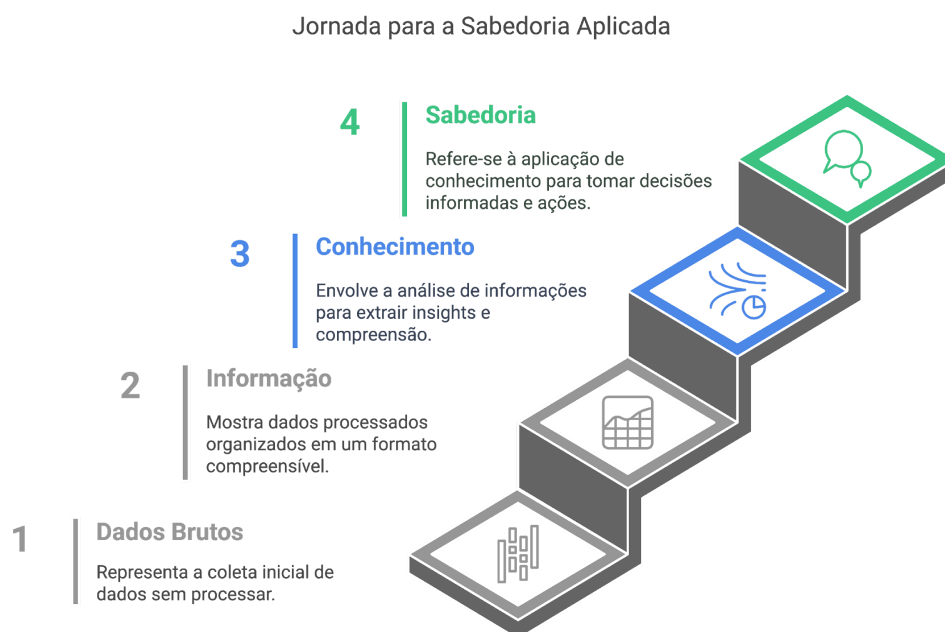 Jornada para a Sabedoria Aplicada
4
Sabedoria
Refere-se à aplicação de
conhecimento para tomar decisões
informadas e ações.
3
Conhecimento
Envolve a análise de informações
para extrair insights e
compreensão.
2
Informação
Mostra dados processados
organizados em um formato
compreensível.
1
Dados Brutos
Representa a coleta inicial de
dados sem processar.